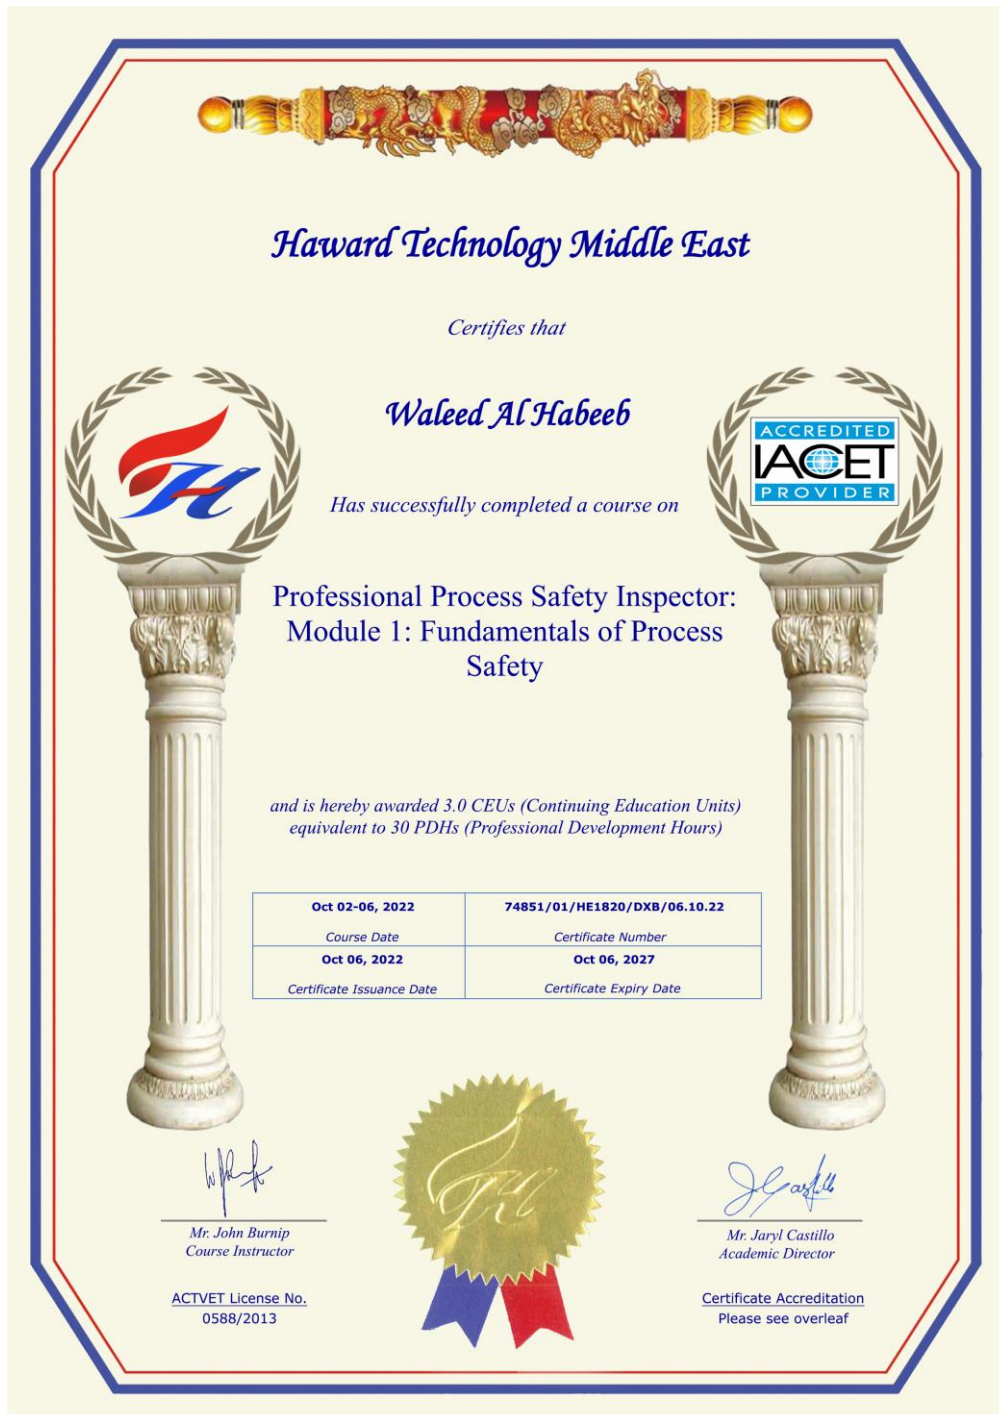 Haward Technology Middle East
Certifies that
Waleed Al Habeeb
ACCREDITED
IACET
PROVIDER
Has successfully completed a course on
Professional Process Safety Inspector:
Module 1: Fundamentals of Process
Safety
and is hereby awarded 3.0 CEUs (Continuing Education Units)
equivalent to 30 PDHs (Professional Development Hours)
Oct 02-06, 2022
Course Date
74851/01/HE1820/DXB/06.10.22
Certificate Number
Oct 06, 2022
Certificate Issuance Date
Oct 06, 2027
Certificate Expiry Date
Mr. John Burnip
Course Instructor
Mr. Jaryl Castillo
Academic Director
ACTVET License No.
0588/2013
Certificate Accreditation
Please see overleaf